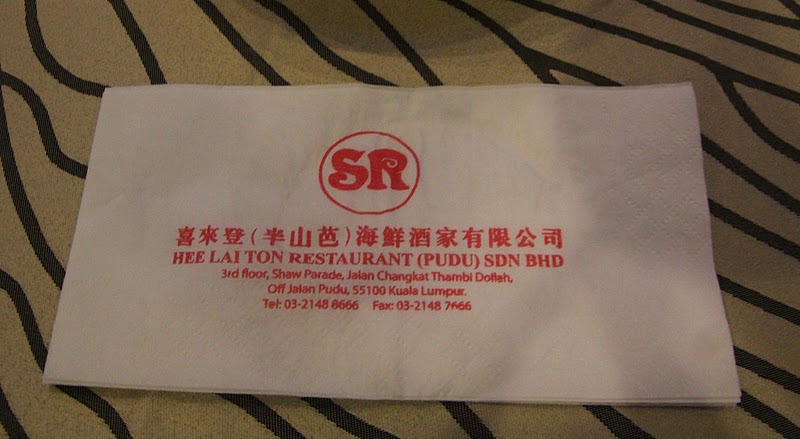 SR
喜來登(半山芭)海鮮酒家有限公司
HEE LAI TON RESTAURANT (PUDU) SDN BHD
3rd floor, Shaw Parade, Jalan Changkat Thambi Dollah,
Off Jalan Pudu, 55100 Kuala Lumpur.
Tel: 03-2148 8666 Fax: 03-2148 7666